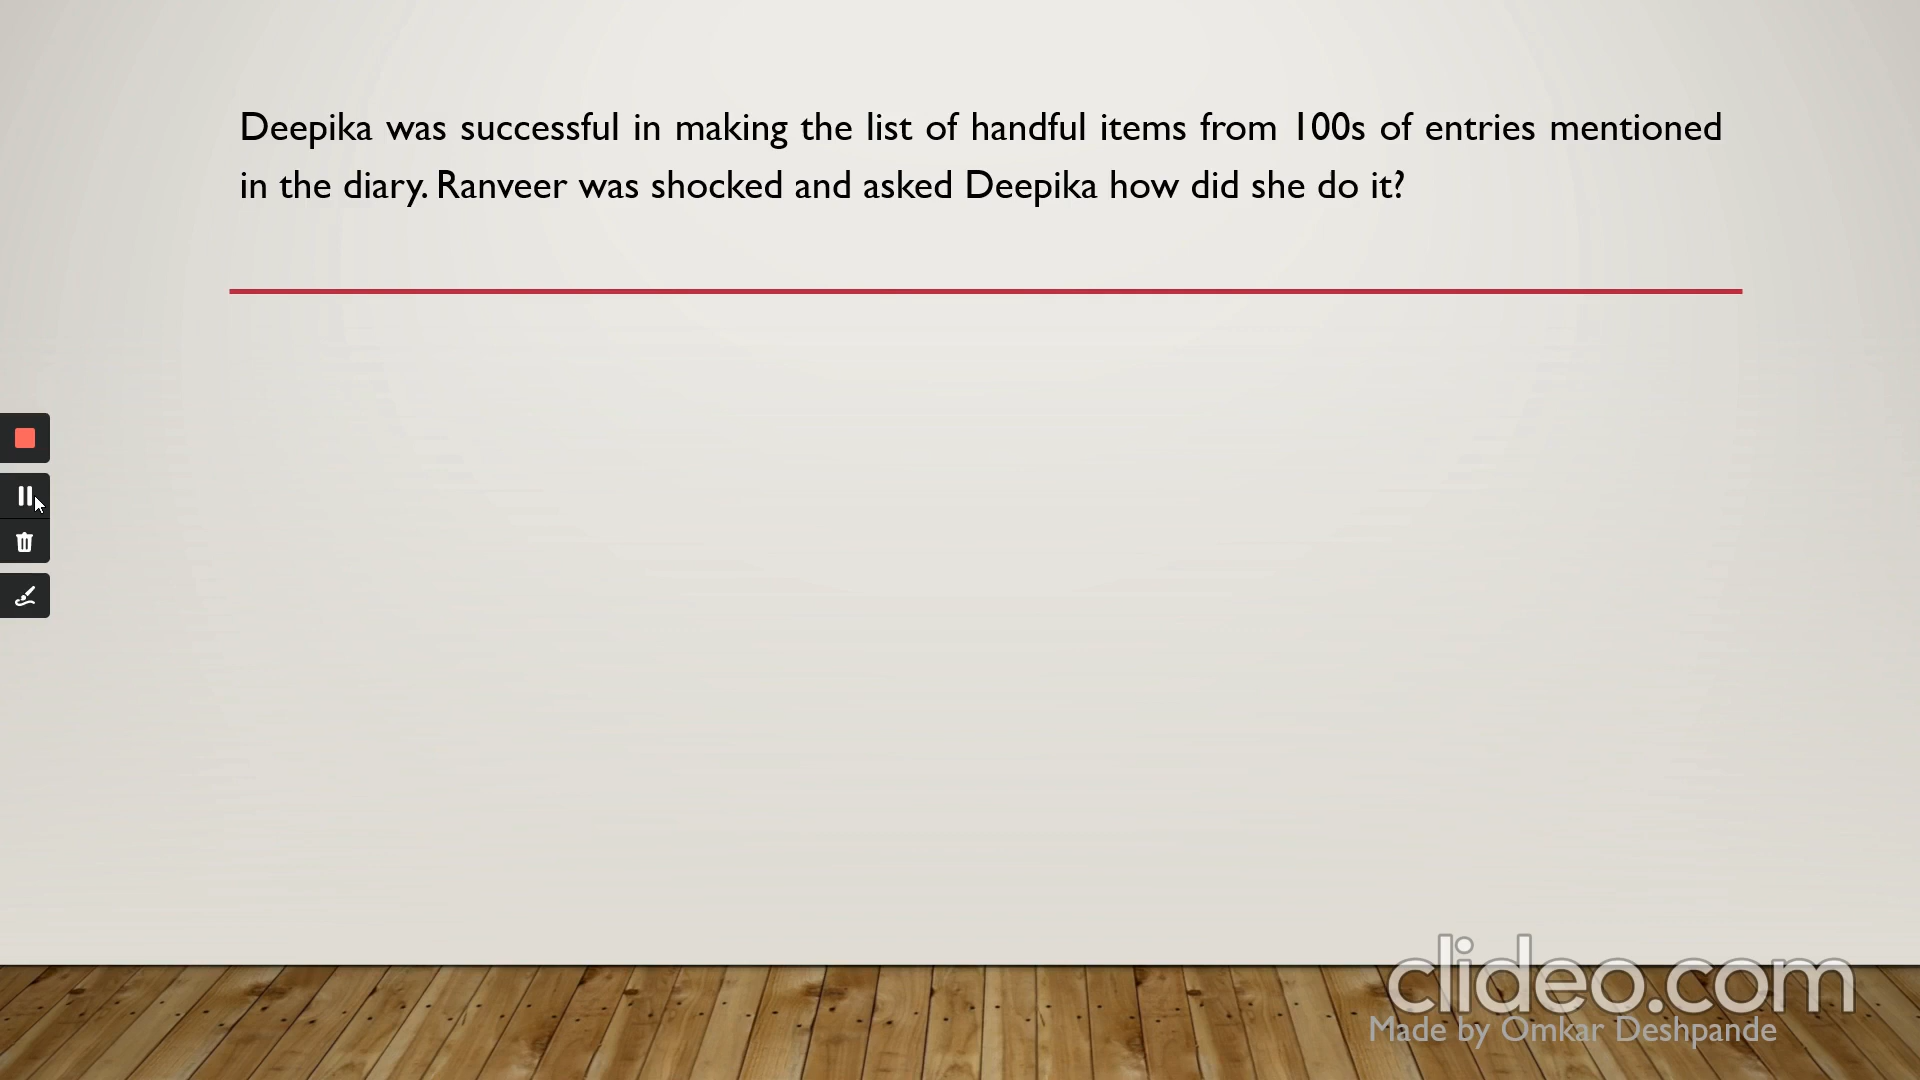 Deepika was successful in making the list of handful items from 100s of entries mentioned
in the diary. Ranveer was shocked and asked Deepika how did she do it?
clideo.com
Made by Omkar Deshpande